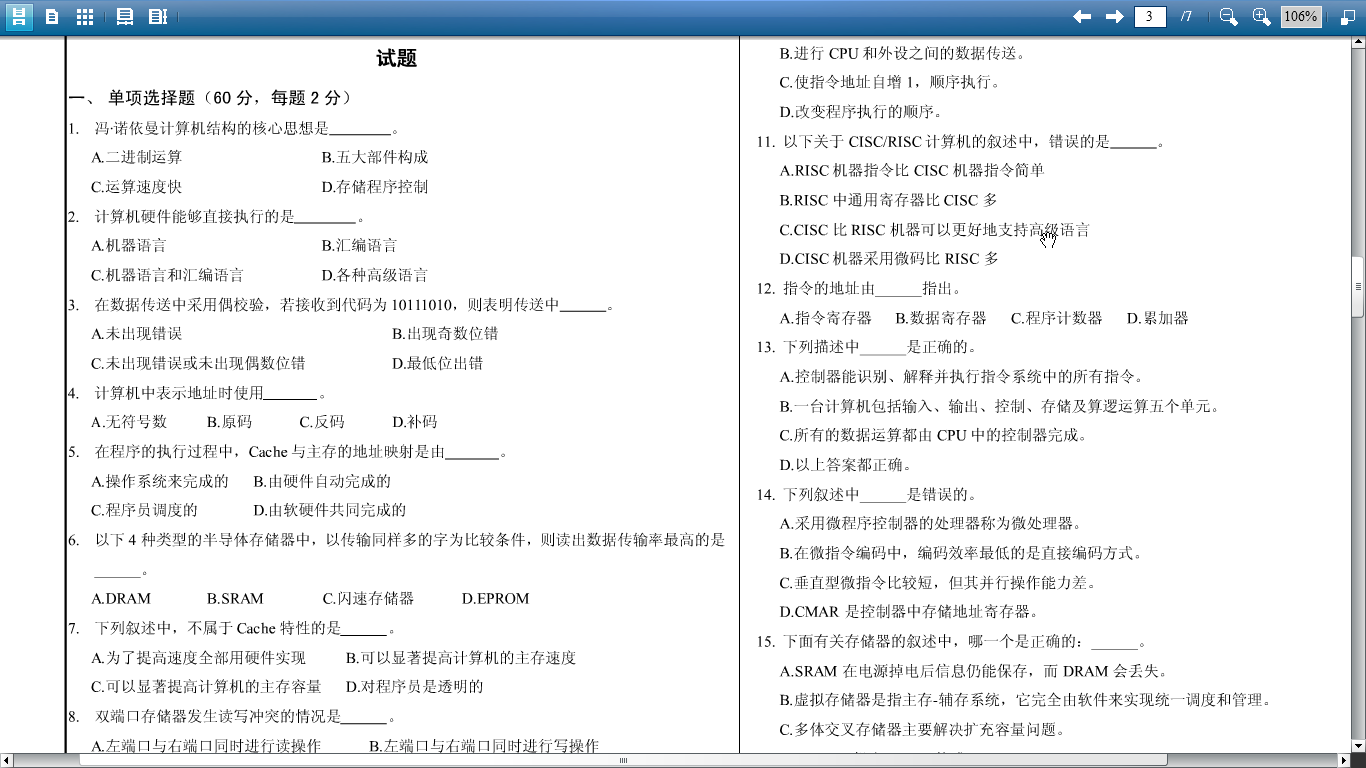 3 /7 106%
试题
一、 单项选择题（60 分，每题 2 分）
1. 冯·诺依曼计算机结构的核心思想是________。
A.二进制运算 B.五大部件构成
C.运算速度快 D.存储程序控制
2. 计算机硬件能够直接执行的是________。
A.机器语言 B.汇编语言
C.机器语言和汇编语言 D.各种高级语言
3. 在数据传送中采用偶校验，若接收到代码为 10111010，则表明传送中______。
A.未出现错误 B.出现奇数位错
C.未出现错误或未出现偶数位错 D.最低位出错
4. 计算机中表示地址时使用_______。
A.无符号数 B.原码 C.反码 D.补码
5. 在程序的执行过程中，Cache 与主存的地址映射是由_______。
A.操作系统来完成的 B.由硬件自动完成的
C.程序员调度的 D.由软硬件共同完成的
6. 以下 4 种类型的半导体存储器中，以传输同样多的字为比较条件，则读出数据传输率最高的是
______。
A.DRAM B.SRAM C.闪速存储器 D.EPROM
7. 下列叙述中，不属于 Cache 特性的是______。
A.为了提高速度全部用硬件实现 B.可以显著提高计算机的主存速度
C.可以显著提高计算机的主存容量 D.对程序员是透明的
8. 双端口存储器发生读写冲突的情况是______。
A.左端口与右端口同时进行读操作 B.左端口与右端口同时进行写操作
B.进行 CPU 和外设之间的数据传送。
C.使指令地址自增 1，顺序执行。
D.改变程序执行的顺序。
11. 以下关于 CISC/RISC 计算机的叙述中，错误的是______。
A.RISC 机器指令比 CISC 机器指令简单
B.RISC 中通用寄存器比 CISC 多
C.CISC 比 RISC 机器可以更好地支持高级语言
D.CISC 机器采用微码比 RISC 多
12. 指令的地址由______指出。
A.指令寄存器 B.数据寄存器 C.程序计数器 D.累加器
13. 下列描述中______是正确的。
A.控制器能识别、解释并执行指令系统中的所有指令。
B.一台计算机包括输入、输出、控制、存储及算逻运算五个单元。
C.所有的数据运算都由 CPU 中的控制器完成。
D.以上答案都正确。
14. 下列叙述中______是错误的。
A.采用微程序控制器的处理器称为微处理器。
B.在微指令编码中，编码效率最低的是直接编码方式。
C.垂直型微指令比较短，但其并行操作能力差。
D.CMAR 是控制器中存储地址寄存器。
15. 下面有关存储器的叙述中，哪一个是正确的：______。
A.SRAM 在电源掉电后信息仍能保存，而 DRAM 会丢失。
B.虚拟存储器是指主存-辅存系统，它完全由软件来实现统一调度和管理。
C.多体交叉存储器主要解决扩充容量问题。